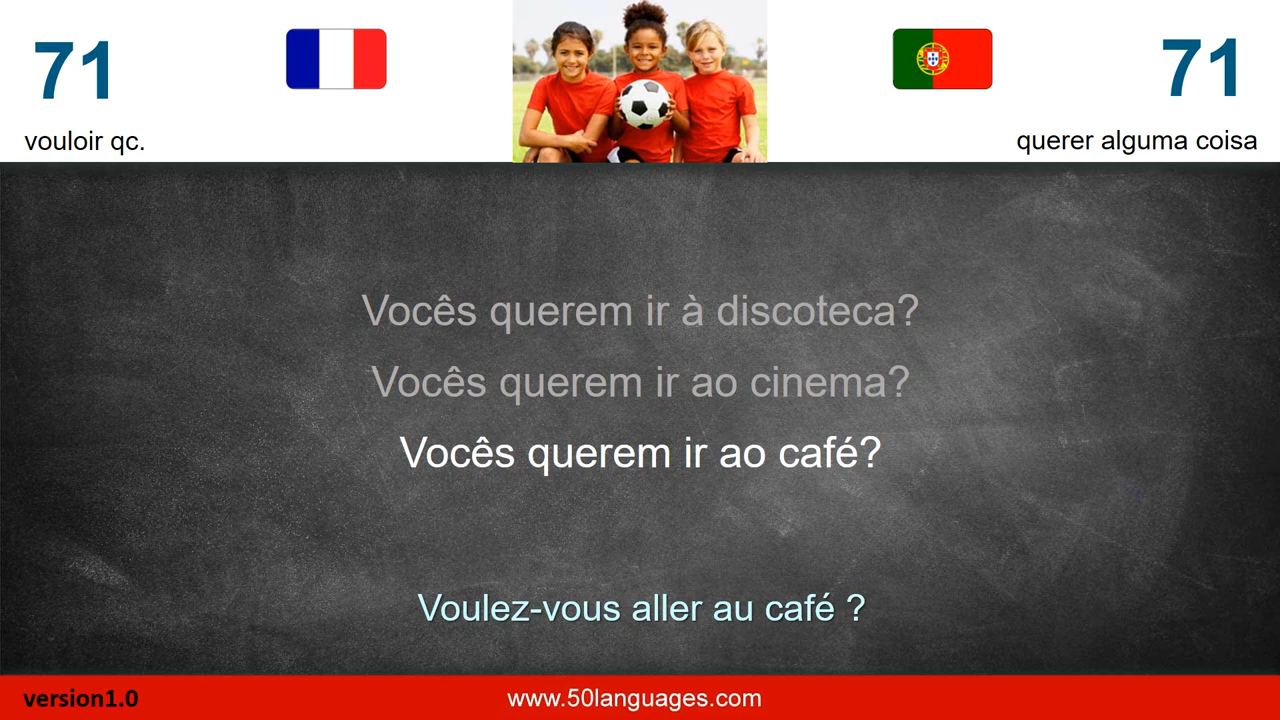 71
71
vouloir qc.
querer alguma coisa
Vocês querem ir à discoteca?
Vocês querem ir ao cinema?
Vocês querem ir ao café?
Voulez-vous aller au café ?
version1.0
www.50languages.com